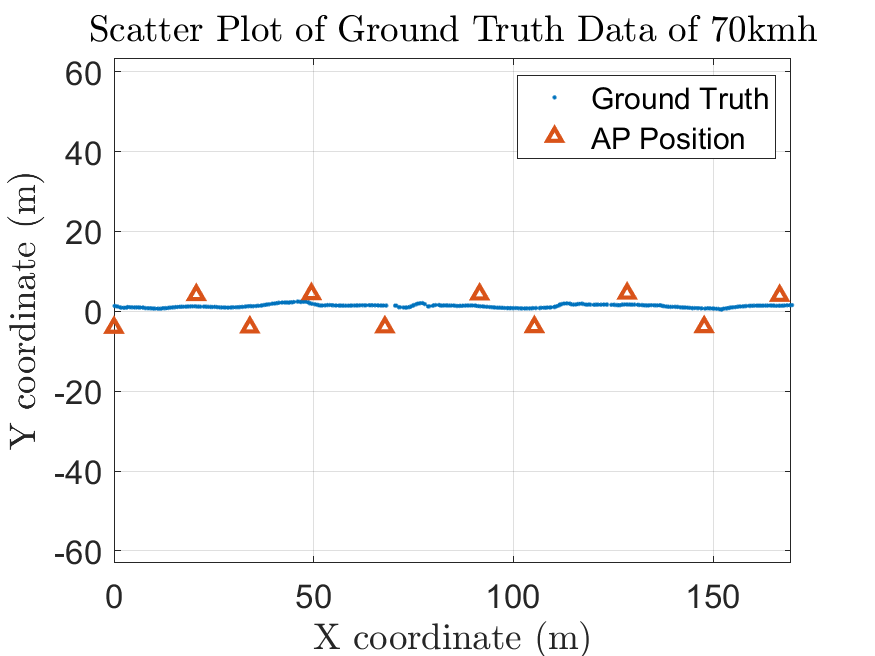 Scatter Plot of Ground Truth Data of 70kmh
60
40
20
0
-20
-40
-60
Y coordinate (m)
Ground Truth
AP Position
0
50
100
150
X coordinate (m)